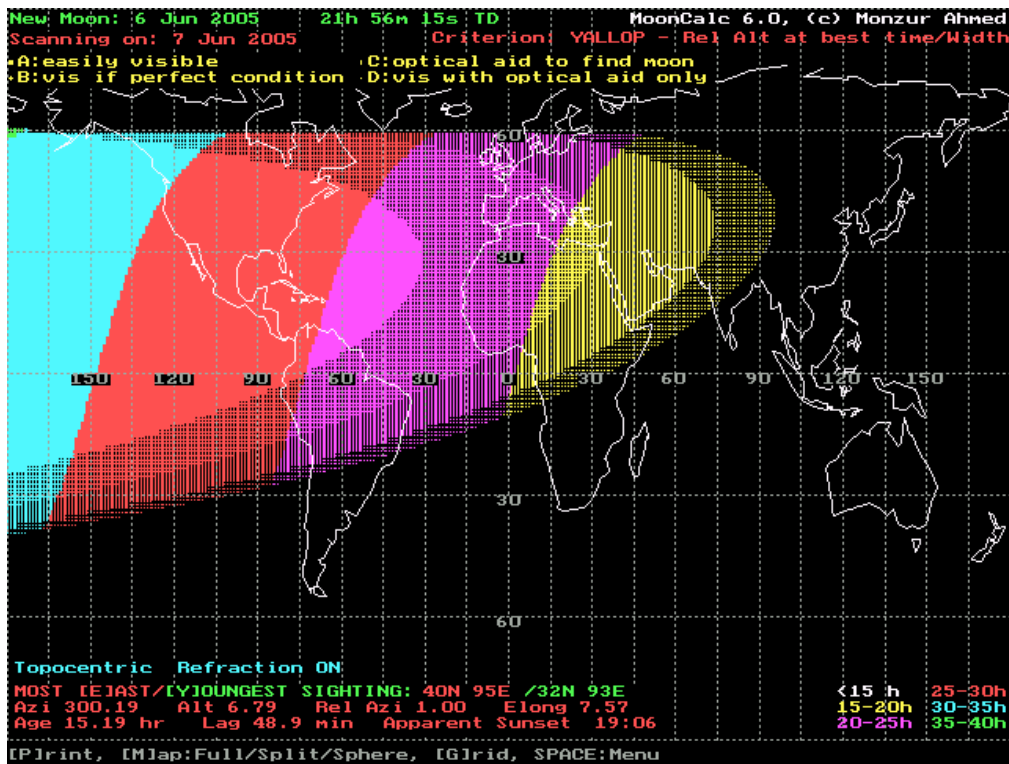 New Moon: 6 Jun 2005 21h 56m 15s TD MoonCalc 6.0, (c) Monzur Ahmed
Scanning on: 7 Jun 2005 Criterion: YALLOP - Rel Alt at best time/Width
A:easily visible C:optical aid to find moon
B:vis if perfect condition D:vis with optical aid only
60
30
150 120 90 60 30 0 30 60 90 120 150
30
60
Topocentric Refraction ON
MOST [E]AST/[Y]OUNGEST SIGHTING: 40N 95E /32N 93E <15 h 25-30h
Azi 300.19 Alt 6.79 Rel Azi 1.00 Elong 7.57 15-20h 30-35h
Age 15.19 hr Lag 48.9 min Apparent Sunset 19:06 20-25h 35-40h
[P]rint, [M]ap:Full/Split/Sphere, [G]rid, SPACE:Menu